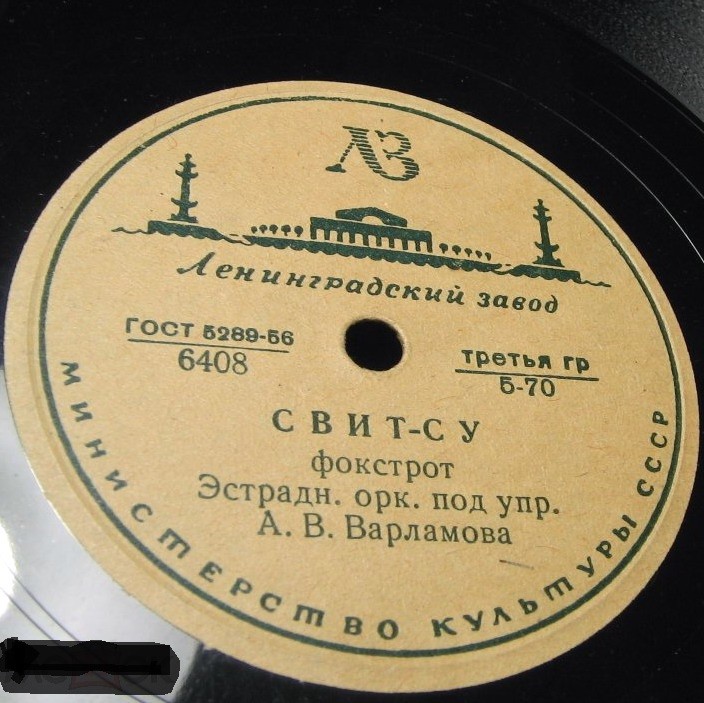 ЛЗ
Ленинградский завод
ГОСТ 5289-56
6408
третья гр
5-70
СВИТ-СУ
фокстрот
Эстрадн. орк. под упр.
А. В. Варламова
МИНИСТЕРСТВО КУЛЬТУРЫ СССР